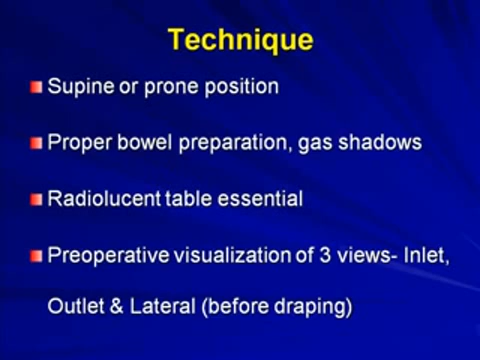 Technique
Supine or prone position
Proper bowel preparation, gas shadows
Radiolucent table essential
Preoperative visualization of 3 views- Inlet,
Outlet & Lateral (before draping)